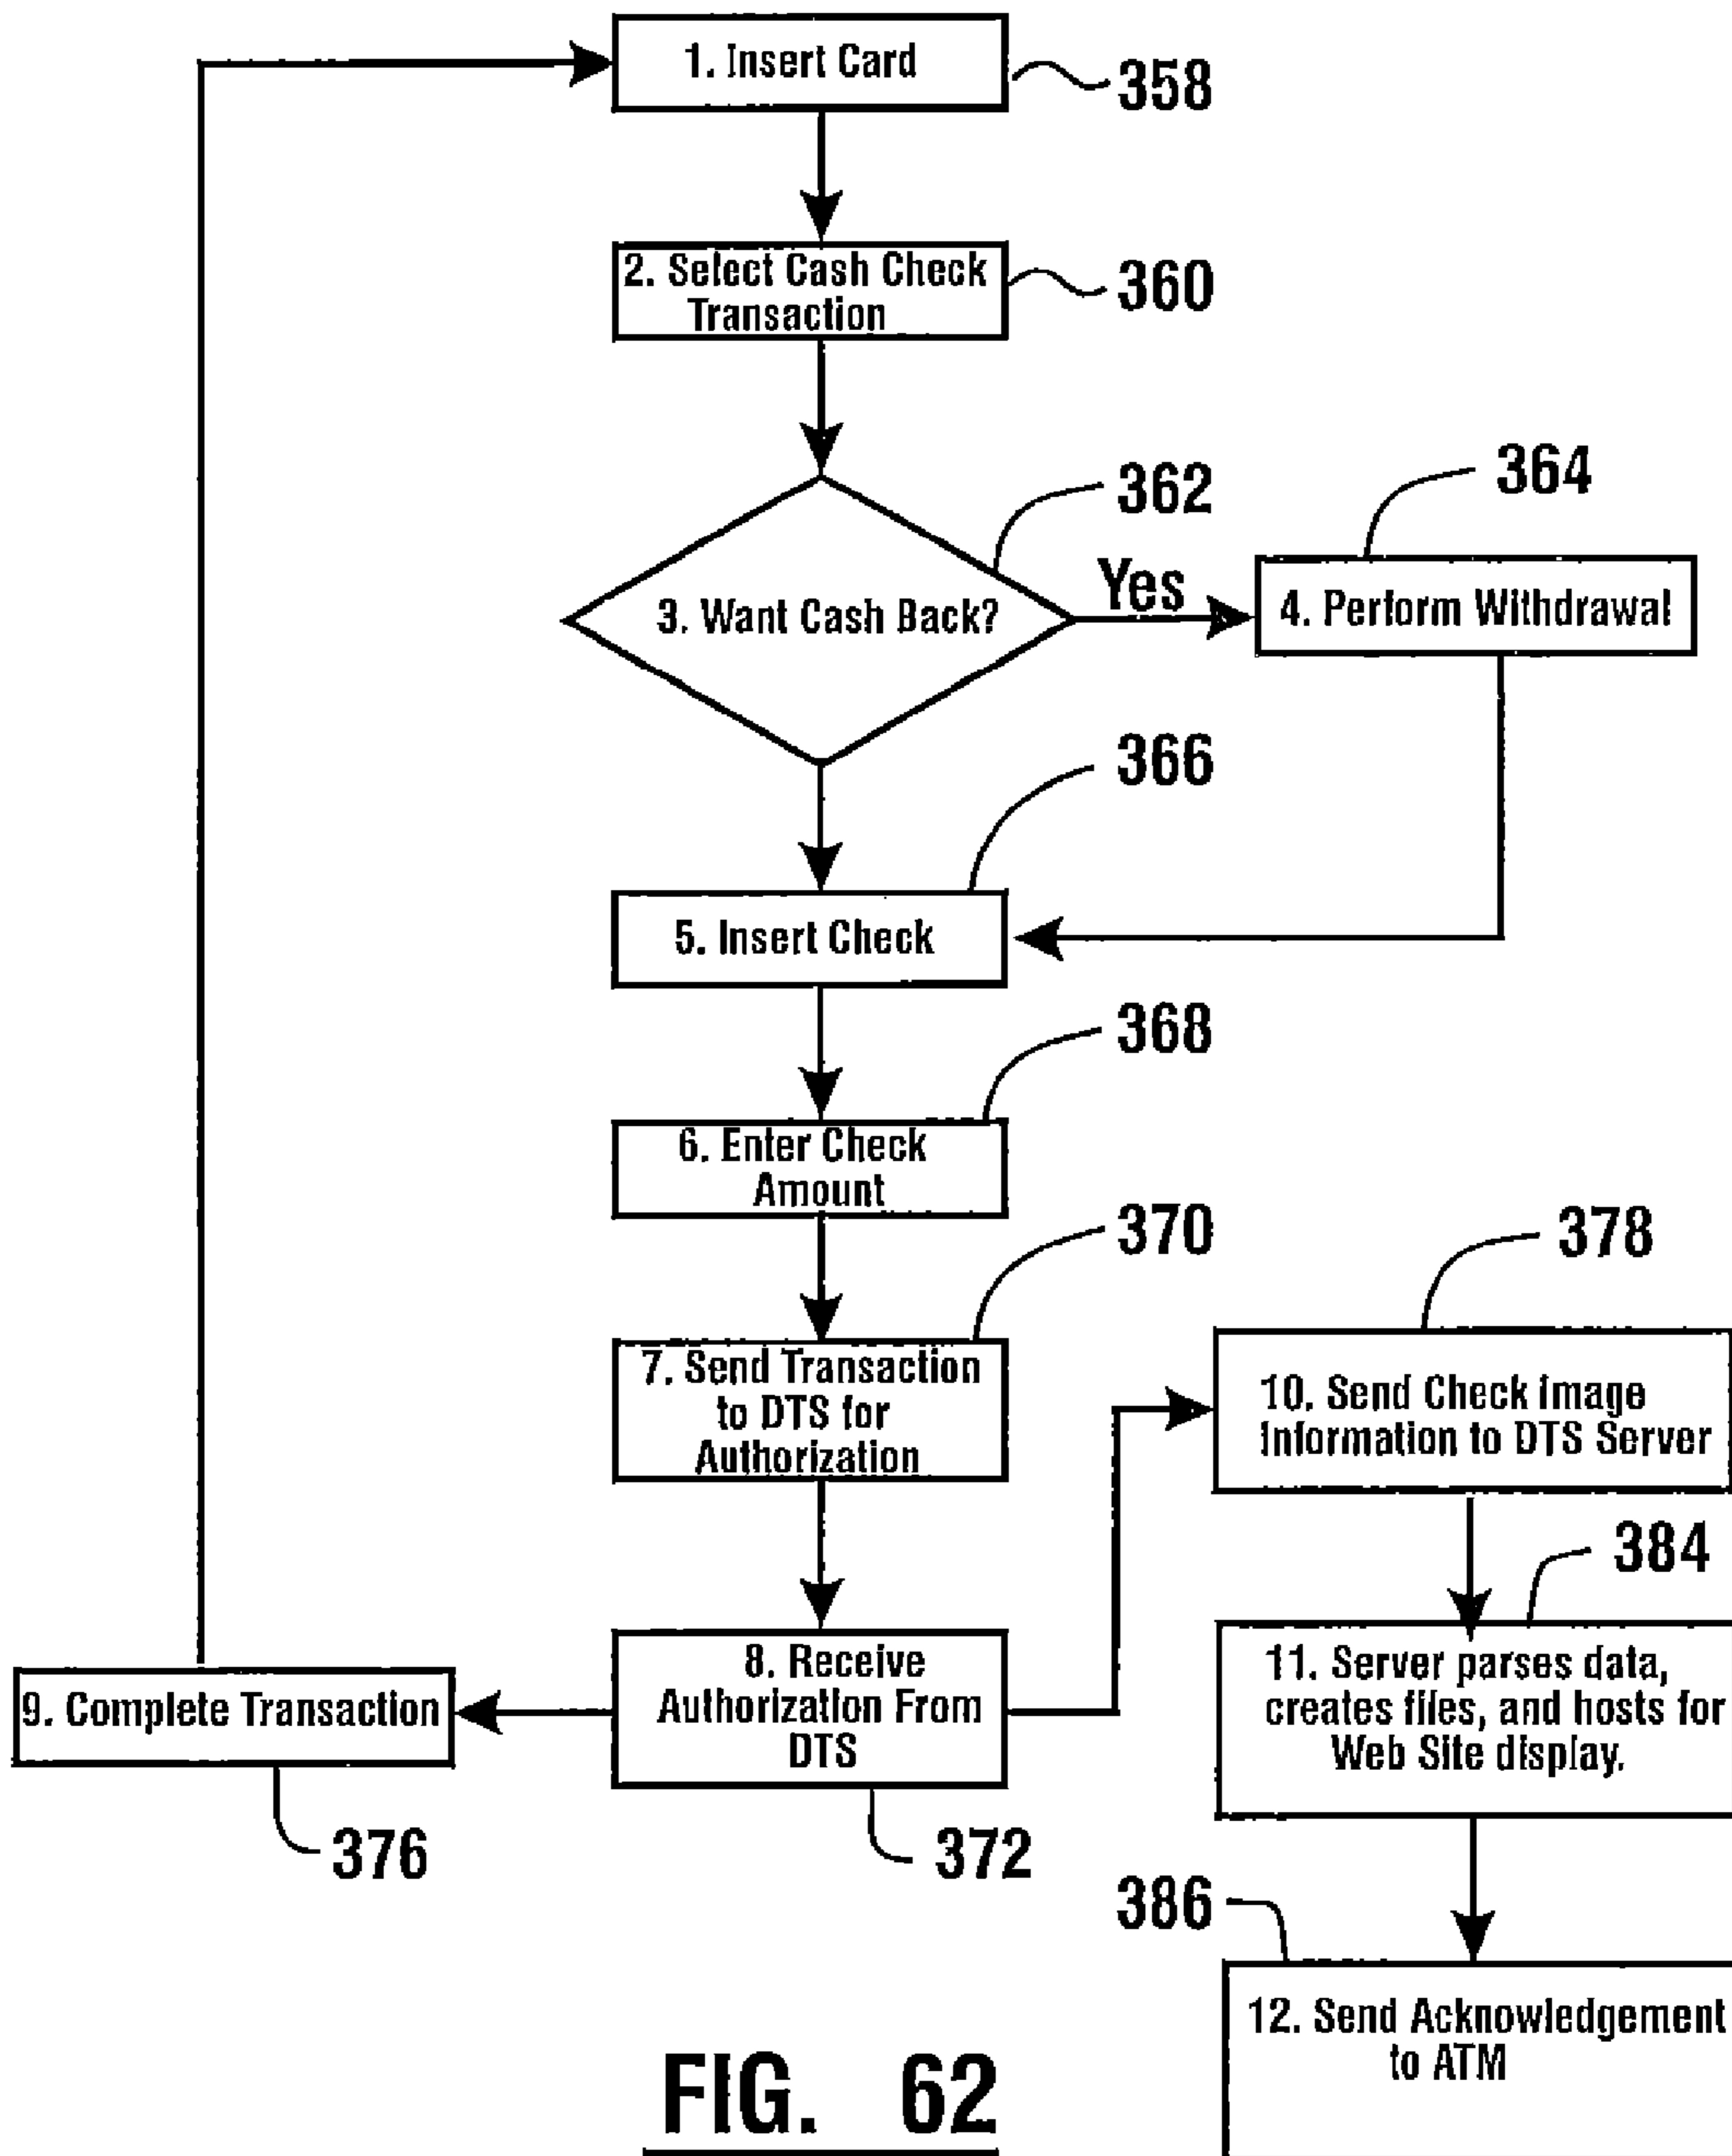 1. Insert Card
358
2. Select Cash Check
Transaction
360
362
364
3. Want Cash Back?
Yes
4. Perform Withdrawal
366
5. Insert Check
368
6. Enter Check
Amount
370
378
7. Send Transaction
to DTS for
Authorization
10. Send Check Image
Information to DTS Server
384
8. Receive
Authorization From
DTS
9. Complete Transaction
11. Server parses data,
creates files, and hosts for
Web Site display.
376
372
386
12. Send Acknowledgement
to ATM
FIG. 62